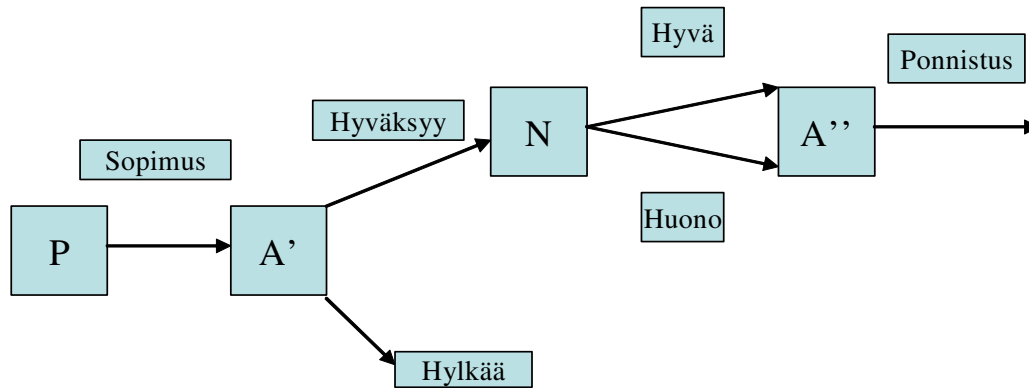 Hyvä
Ponnistus
Hyväksyy
N
A’’
Sopimus
Huono
P
A’
Hylkää